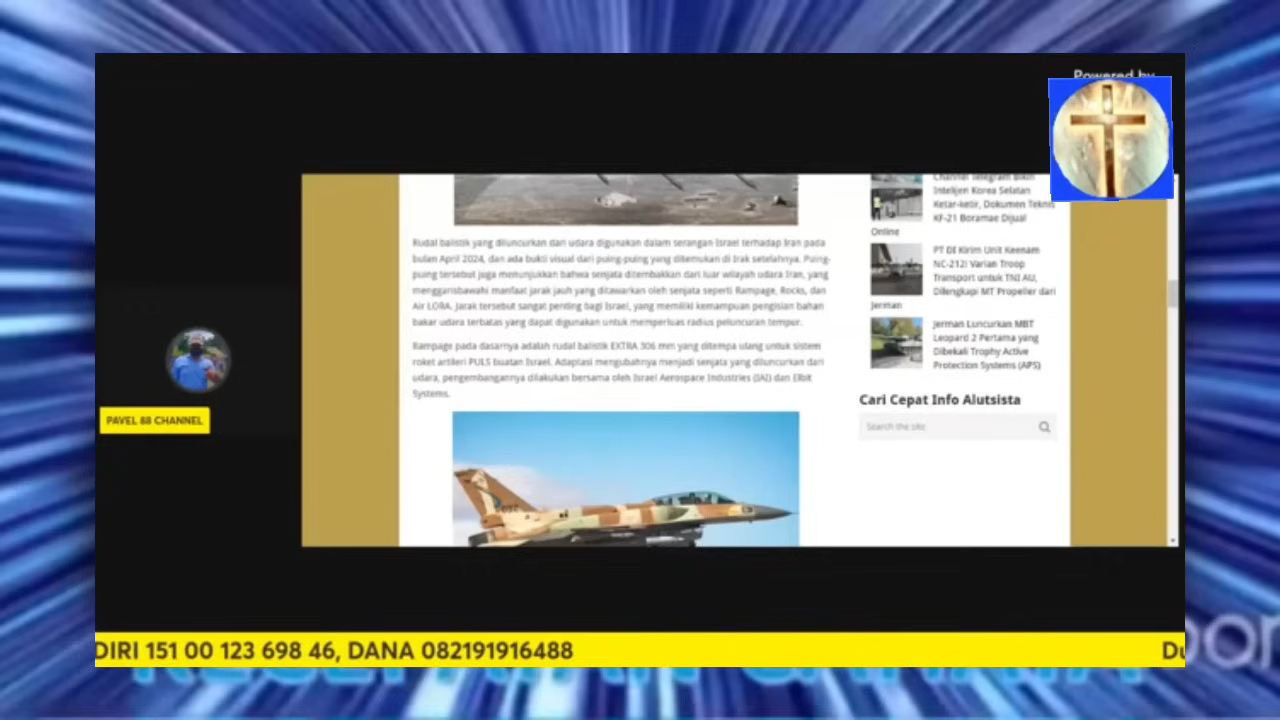 Powered by
Channel Telegram Bikin
Intelijen Korea Selatan
Ketar-ketir, Dokumen Teknis
KF-21 Boramae Dijual
Online
PT DI Kirim Unit Keenam
NC-212i Varian Troop
Transport untuk TNI AU,
Dilengkapi MT Propeller dari
Jerman
Jerman Luncurkan MBT
Leopard 2 Pertama yang
Dibekali Trophy Active
Protection Systems (APS)
Cari Cepat Info Alutsista
Search the site
Rudal balistik yang diluncurkan dari udara digunakan dalam serangan Israel terhadap Iran pada
bulan April 2024, dan ada bukti visual dari puing-puing yang ditemukan di Irak setelahnya. Puing-
puing tersebut juga menunjukkan bahwa senjata ditembakkan dari luar wilayah udara Iran, yang
menggarisbawahi manfaat jarak jauh yang ditawarkan oleh senjata seperti Rampage, Rocks, dan
Air LORA. Jarak tersebut sangat penting bagi Israel, yang memiliki kemampuan pengisian bahan
bakar udara terbatas yang dapat digunakan untuk memperluas radius peluncuran tempur.
Rampage pada dasarnya adalah rudal balistik EXTRA 306 mm yang ditempa ulang untuk sistem
roket artileri PULS buatan Israel. Adaptasi mengubahnya menjadi senjata yang diluncurkan dari
udara, pengembangannya dilakukan bersama oleh Israel Aerospace Industries (IAI) dan Elbit
Systems.
PAVEL 88 CHANNEL
DIRI 151 00 123 698 46, DANA 082191916488
Du